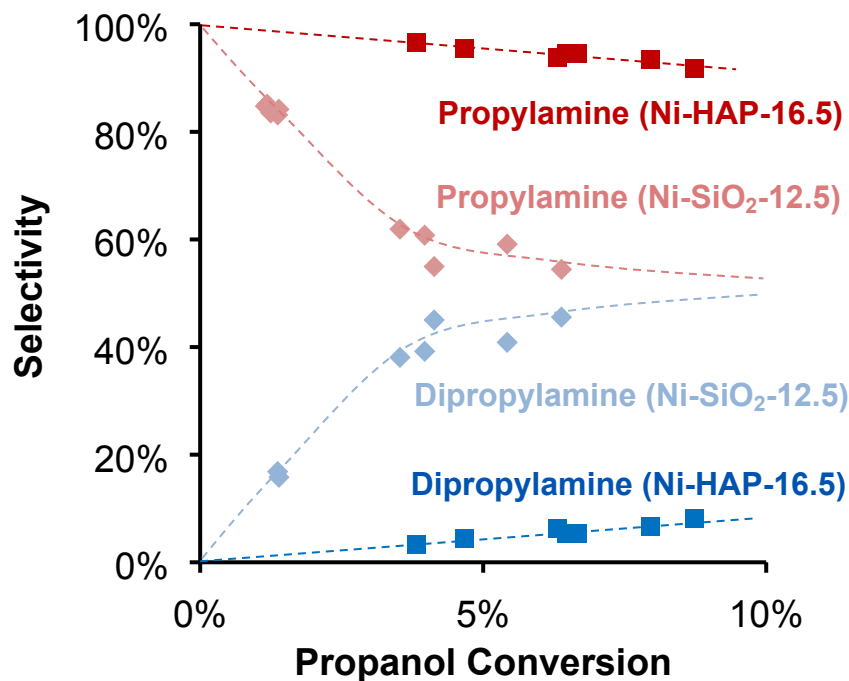 100%
Propylamine (Ni-HAP-16.5)
80%
Propylamine (Ni-SiO₂-12.5)
60%
Selectivity
40%
Dipropylamine (Ni-SiO₂-12.5)
20%
Dipropylamine (Ni-HAP-16.5)
0%
0%
5%
10%
Propanol Conversion